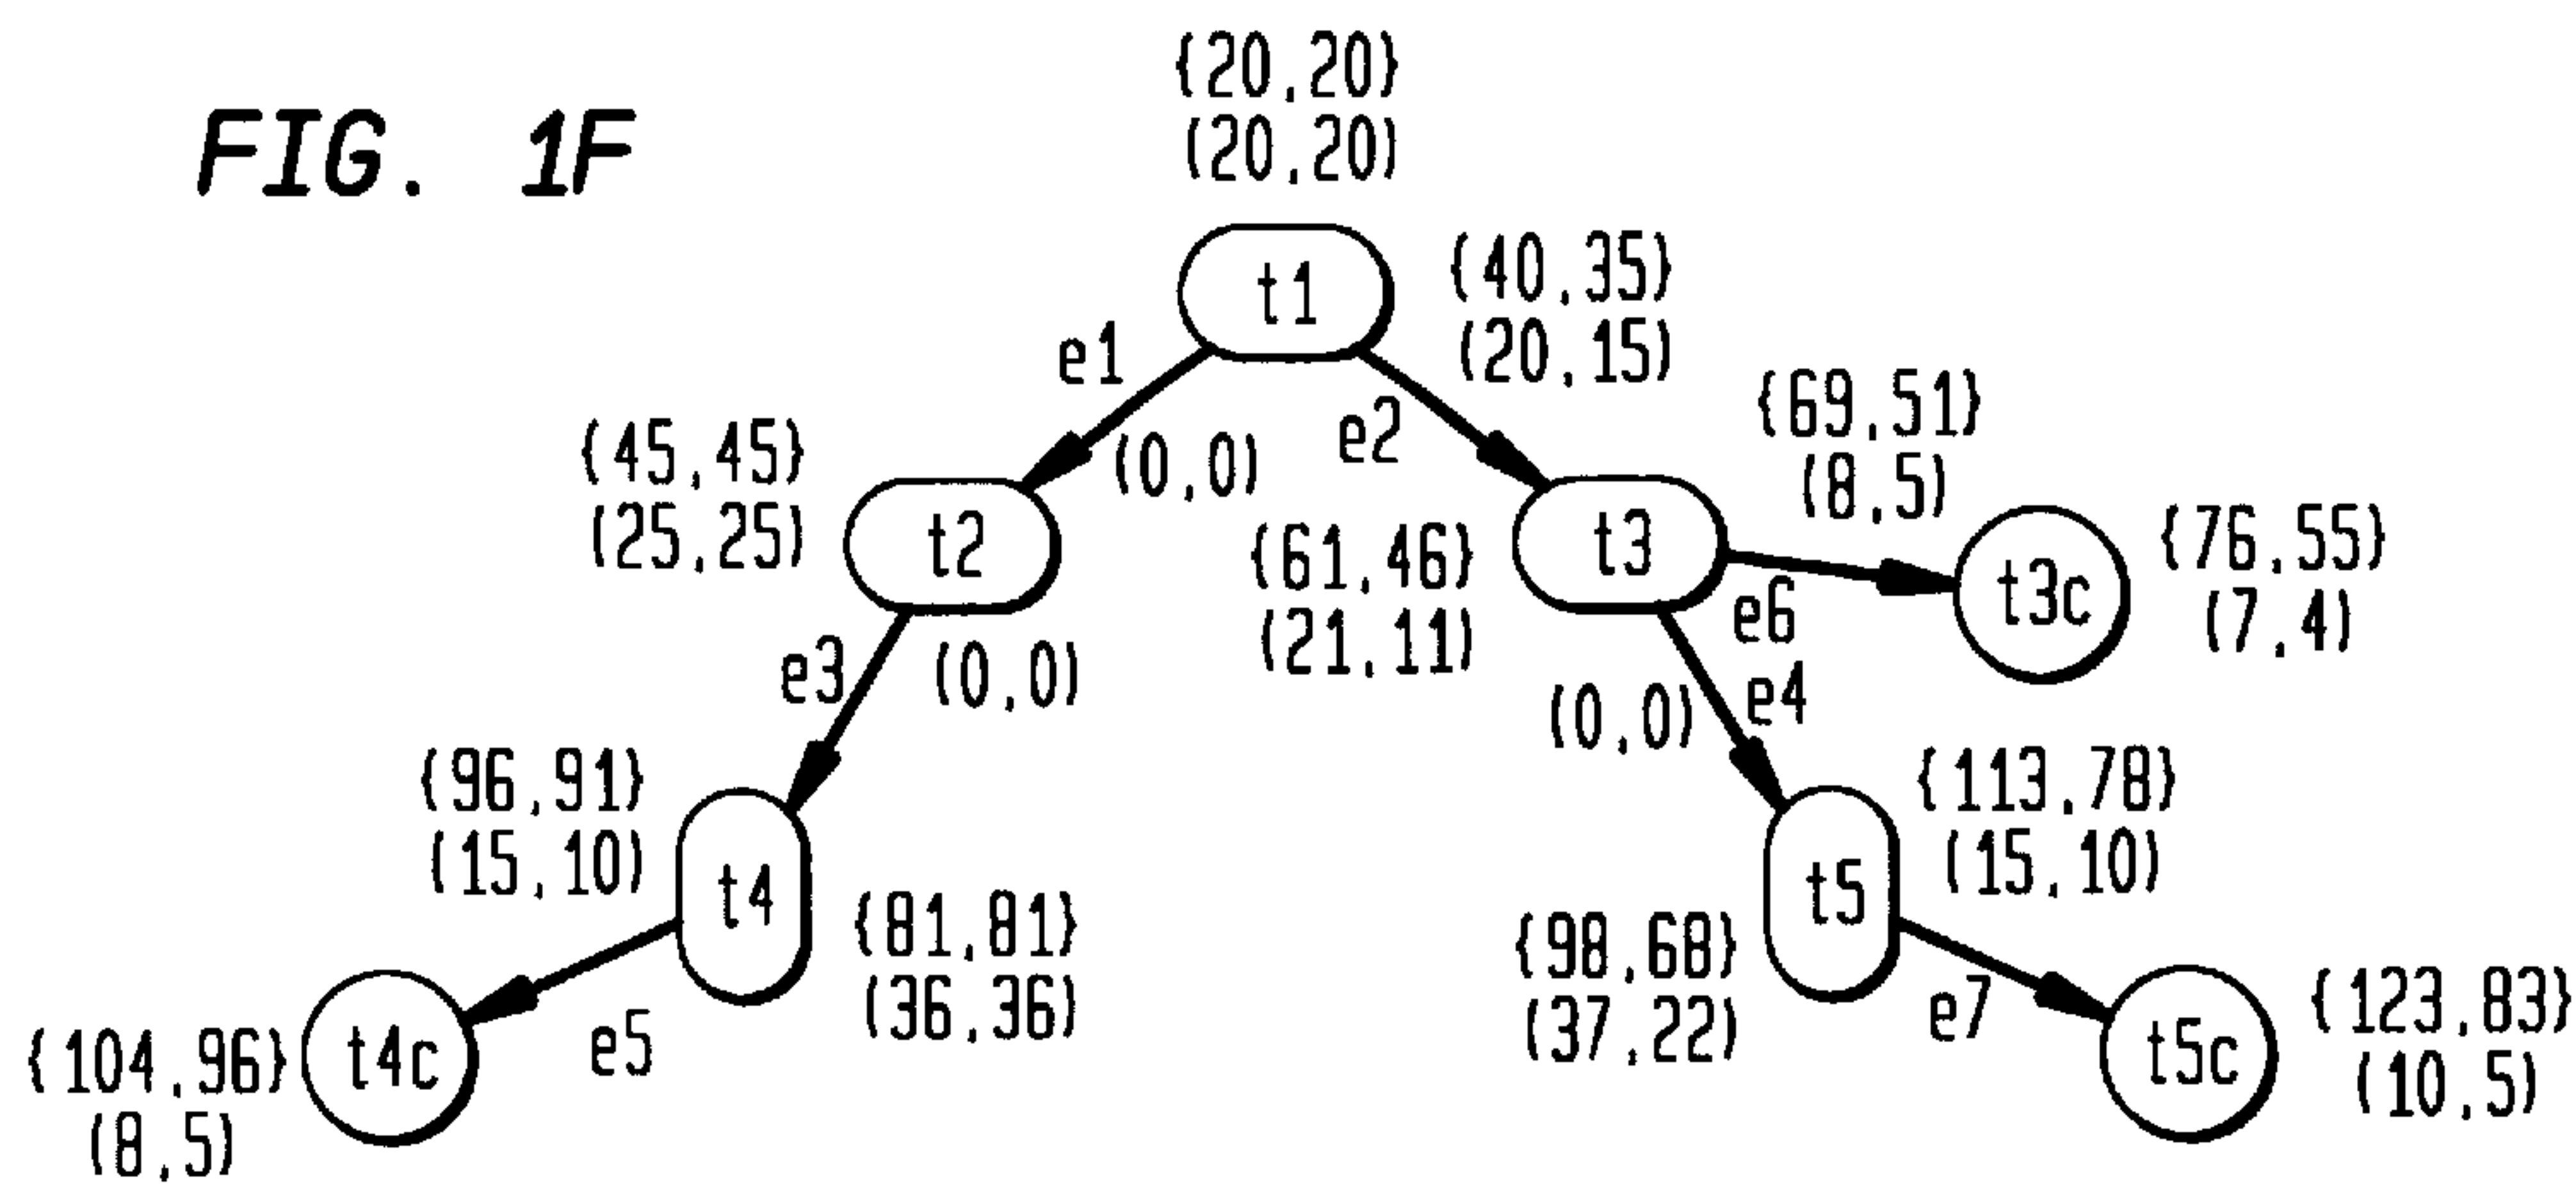 {20,20}
(20,20)
FIG. 1F
t1
{40,35}
(20,15)
e1
e2
(0,0)
{45,45}
(25,25)
t2
{69,51}
(8,5)
{61,46}
(21,11)
t3
e6
t3c
{76,55}
(7,4)
e3
(0,0)
(0,0)
e4
{96,91}
(15,10)
t4
{81,81}
(36,36)
{113,78}
(15,10)
t5
{98,68}
(37,22)
e5
t4c
{104,96}
(8,5)
e7
t5c
{123,83}
(10,5)